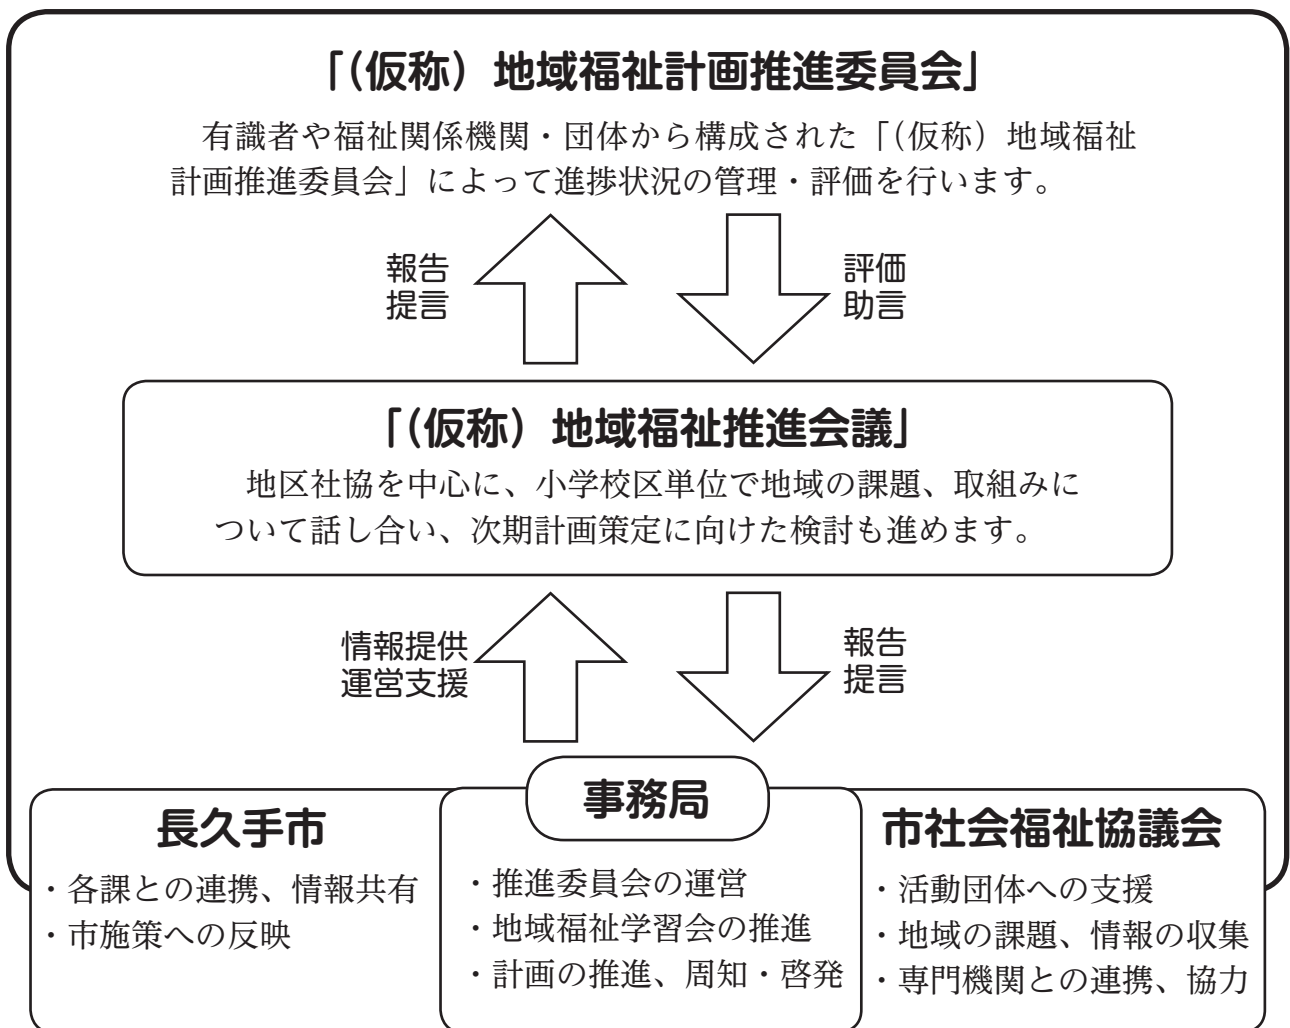 「(仮称）地域福祉計画推進委員会」
有識者や福祉関係機関・団体から構成された「(仮称）地域福祉
計画推進委員会」によって進捗状況の管理・評価を行います。
報告
提言
評価
助言
「(仮称）地域福祉推進会議」
地区社協を中心に、小学校区単位で地域の課題、取組みに
ついて話し合い、次期計画策定に向けた検討も進めます。
情報提供
運営支援
報告
提言
長久手市
・各課との連携、情報共有
・市施策への反映
事務局
・推進委員会の運営
・地域福祉学習会の推進
・計画の推進、周知・啓発
市社会福祉協議会
・活動団体への支援
・地域の課題、情報の収集
・専門機関との連携、協力